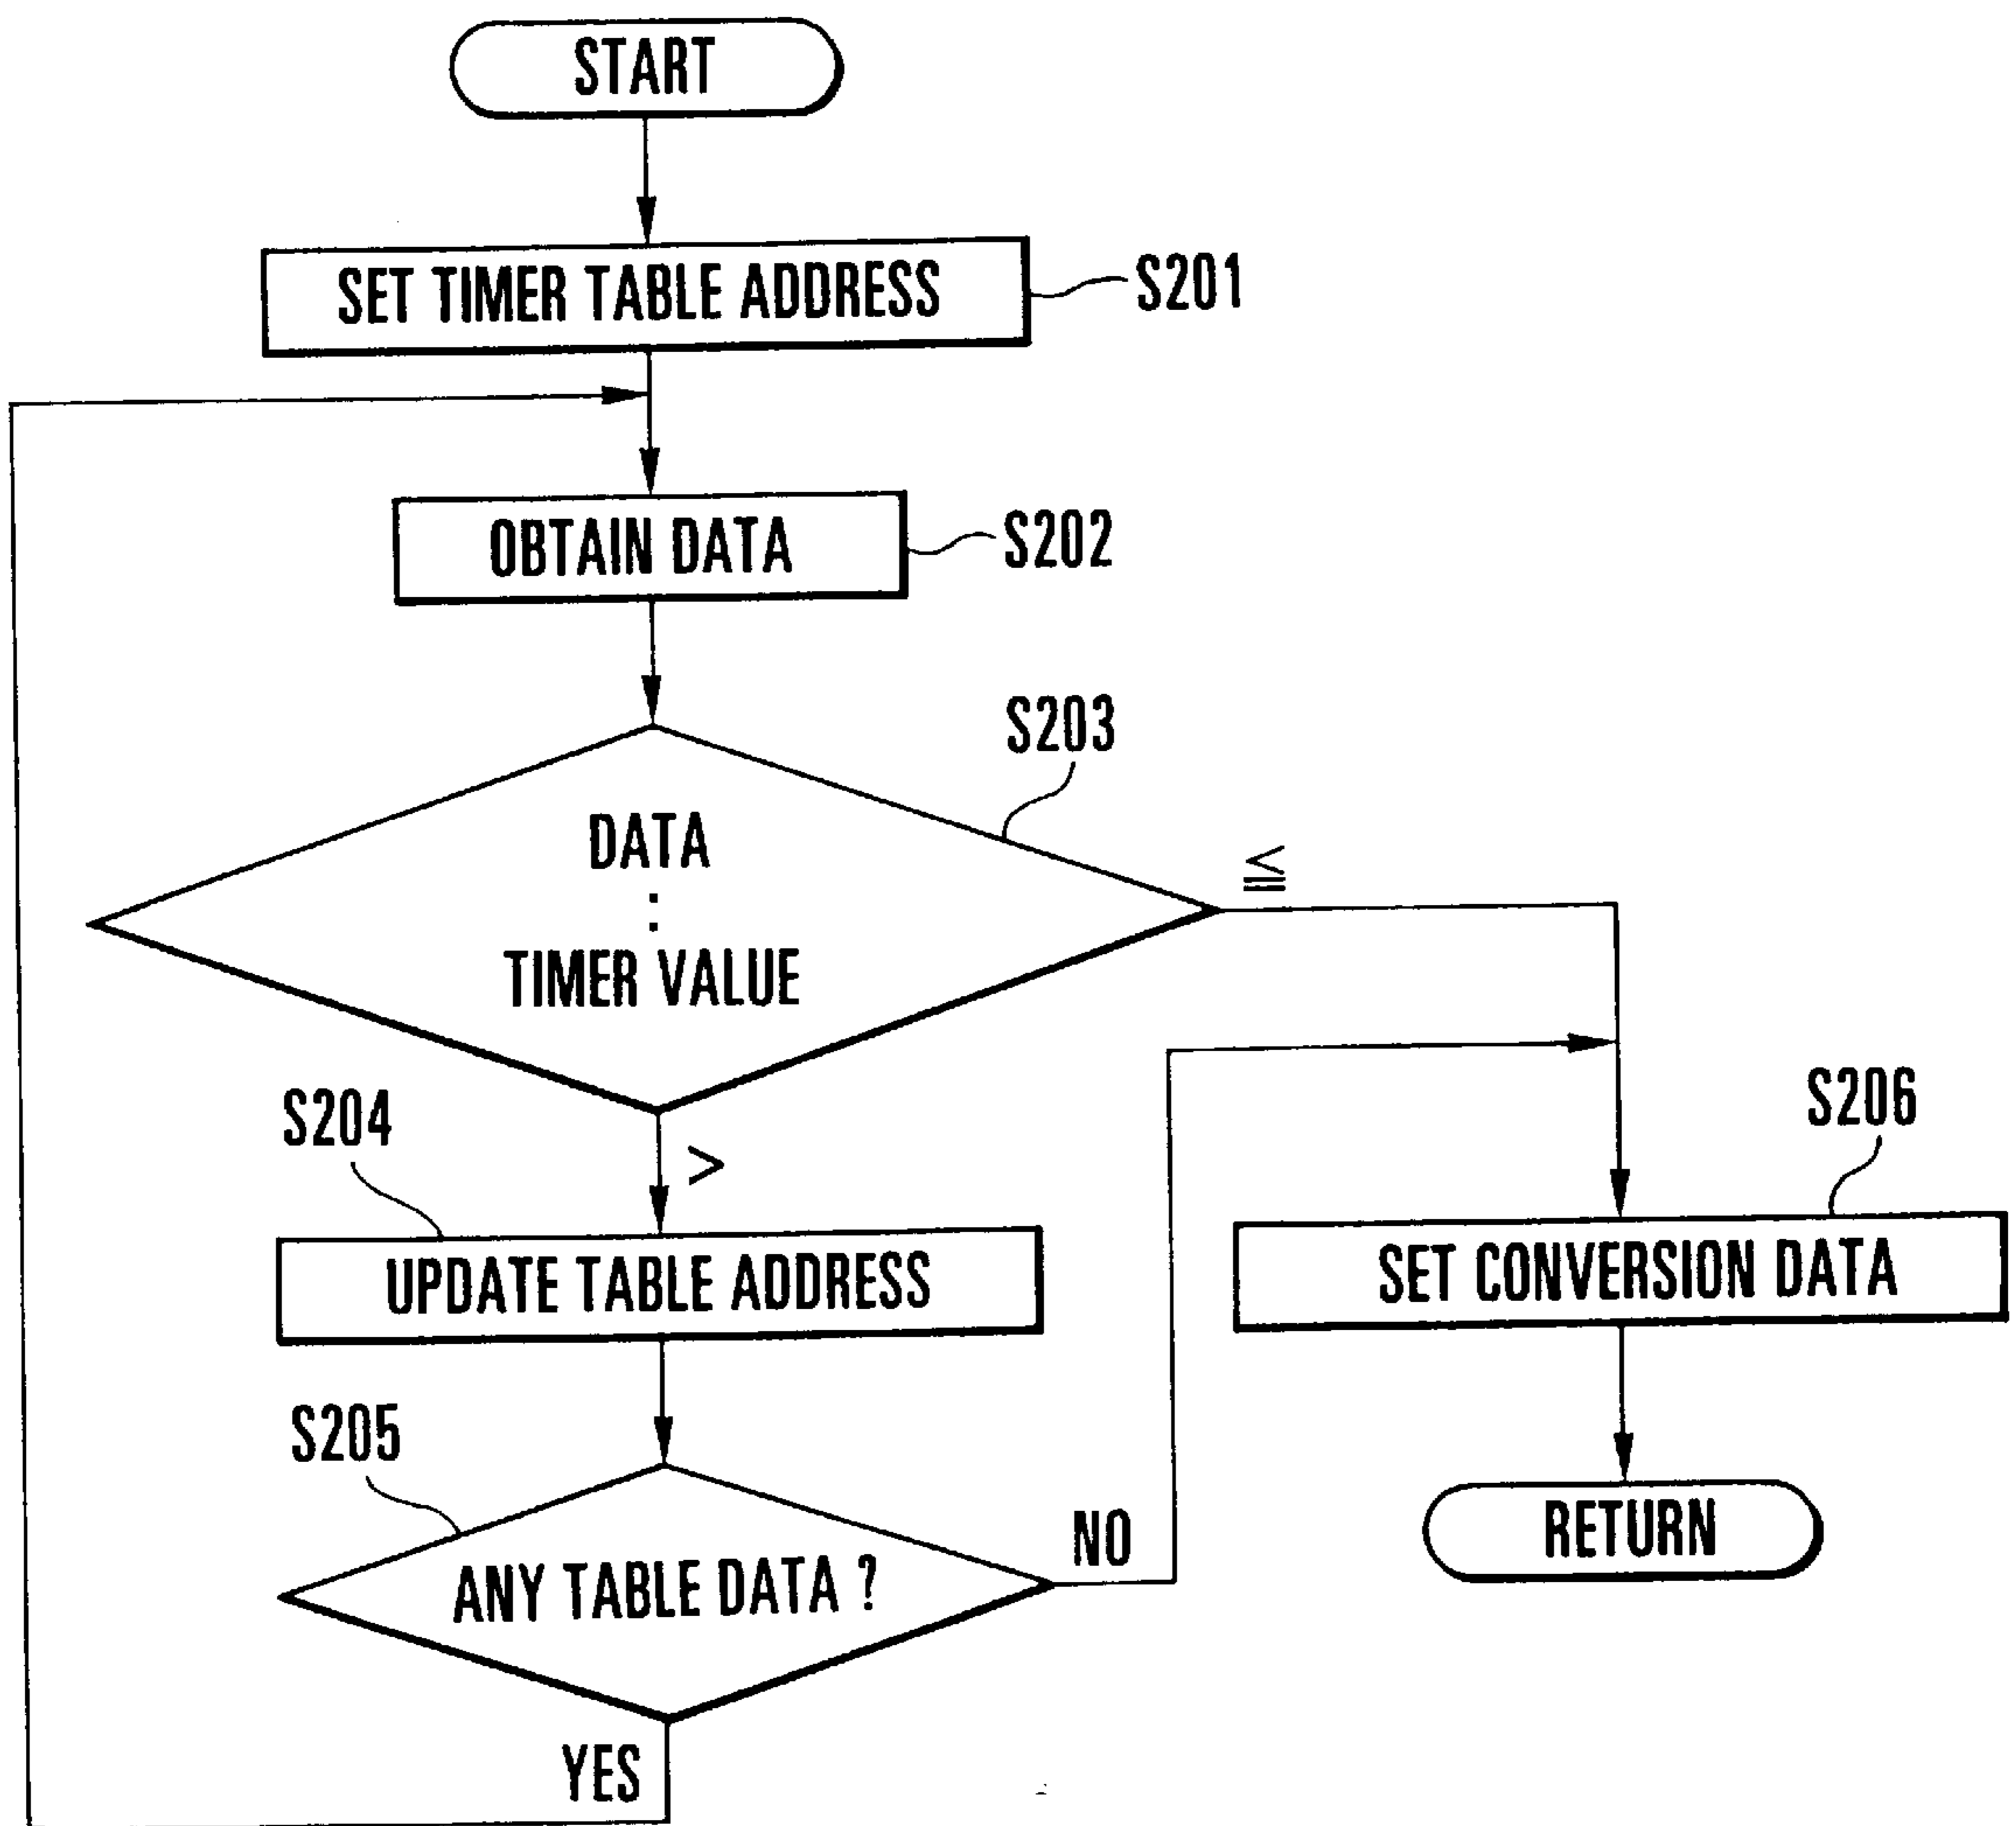 START
SET TIMER TABLE ADDRESS
S201
OBTAIN DATA
S202
S203
DATA
:
TIMER VALUE
≦
>
S204
UPDATE TABLE ADDRESS
S205
ANY TABLE DATA ?
NO
YES
S206
SET CONVERSION DATA
RETURN